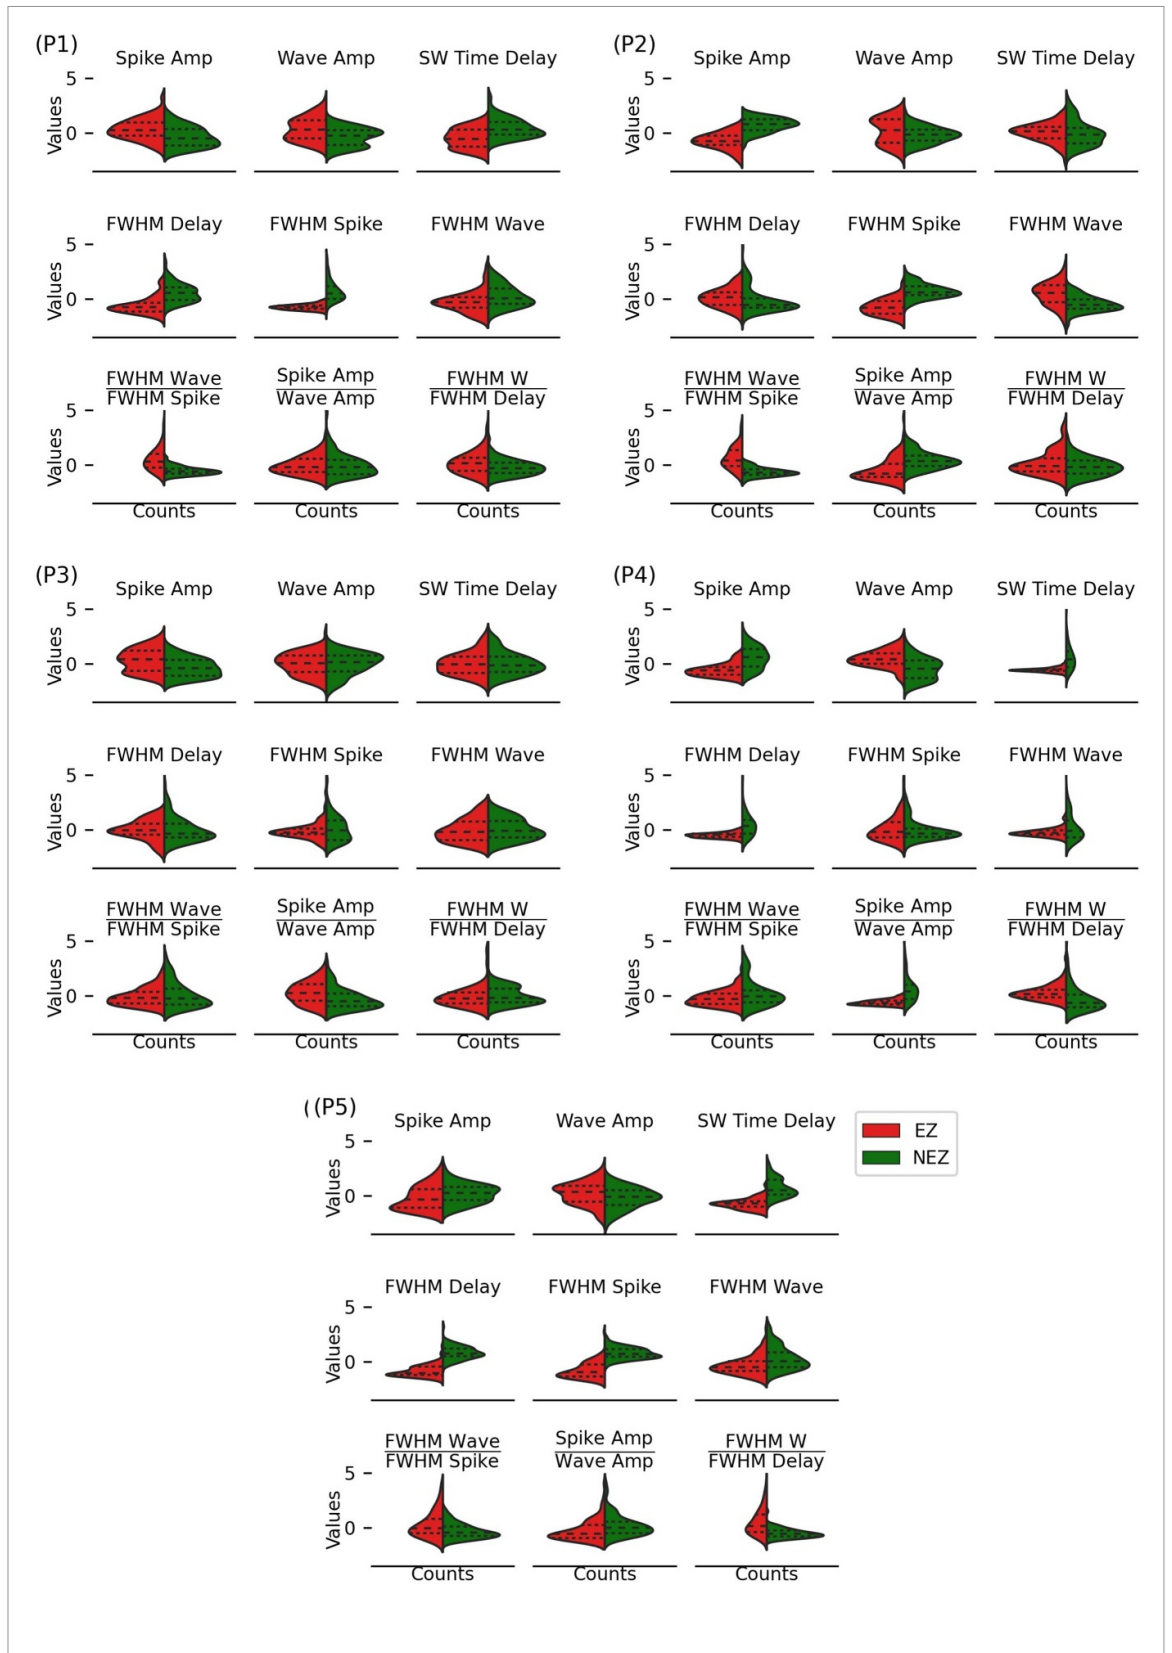 (P1)
Spike Amp Wave Amp SW Time Delay
5
Values
0
FWHM Delay FWHM Spike FWHM Wave
5
Values
0
FWHM Wave Spike Amp FWHM W
FWHM Spike Wave Amp FWHM Delay
5
Values
0
Counts Counts Counts
(P2)
Spike Amp Wave Amp SW Time Delay
5
Values
0
FWHM Delay FWHM Spike FWHM Wave
5
Values
0
FWHM Wave Spike Amp FWHM W
FWHM Spike Wave Amp FWHM Delay
5
Values
0
Counts Counts Counts
(P3)
Spike Amp Wave Amp SW Time Delay
5
Values
0
FWHM Delay FWHM Spike FWHM Wave
5
Values
0
FWHM Wave Spike Amp FWHM W
FWHM Spike Wave Amp FWHM Delay
5
Values
0
Counts Counts Counts
(P4)
Spike Amp Wave Amp SW Time Delay
5
Values
0
FWHM Delay FWHM Spike FWHM Wave
5
Values
0
FWHM Wave Spike Amp FWHM W
FWHM Spike Wave Amp FWHM Delay
5
Values
0
Counts Counts Counts
((P5)
Spike Amp Wave Amp SW Time Delay
5
Values
0
EZ
NEZ
FWHM Delay FWHM Spike FWHM Wave
5
Values
0
FWHM Wave Spike Amp FWHM W
FWHM Spike Wave Amp FWHM Delay
5
Values
0
Counts Counts Counts